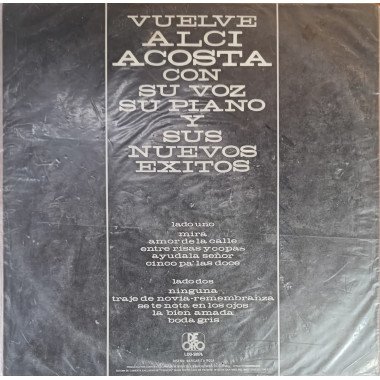 VUELVE
ALCI
ACOSTA
CON
SU VOZ
SU PIANO
Y
SUS
NUEVOS
EXITOS
lado uno
mira
amor de la calle
entre risas y copas
ayudala señor
cinco pa' las doce
lado dos
ninguna
traje de novia-remembranza
se te nota en los ojos
la bien amada
boda gris
DE
ORO